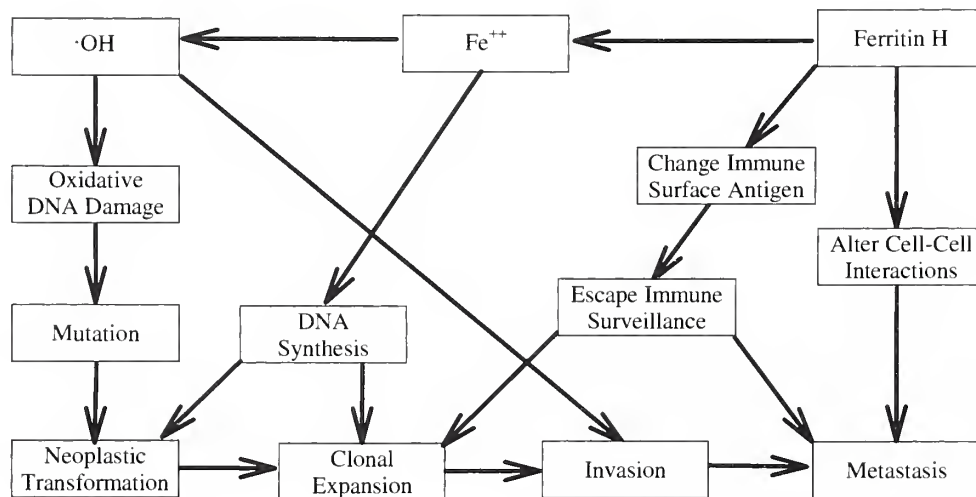 ·OH
Fe⁺⁺
Ferritin H
Oxidative
DNA Damage
Change Immune
Surface Antigen
Alter Cell-Cell
Interactions
Mutation
DNA
Synthesis
Escape Immune
Surveillance
Neoplastic
Transformation
Clonal
Expansion
Invasion
Metastasis